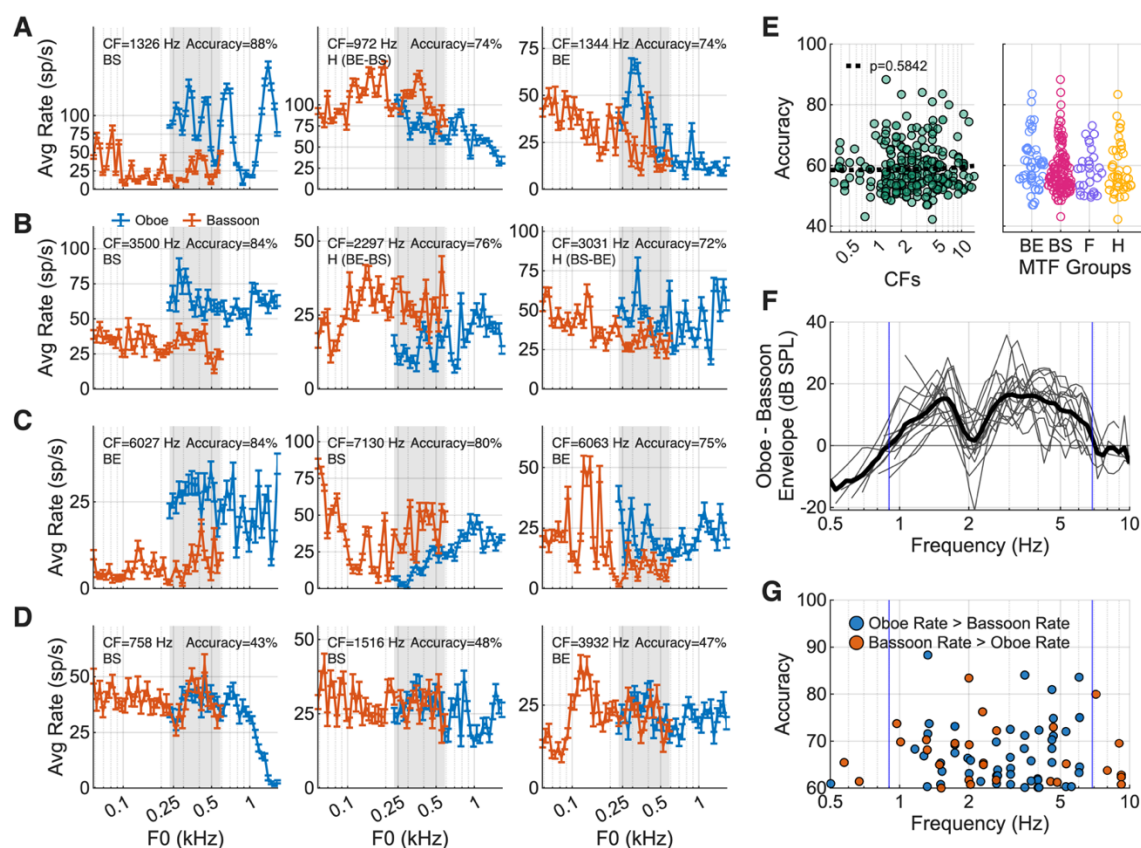 A
Avg Rate (sp/s)
CF=1326 Hz Accuracy=88%
BS
100
75
50
25
0
CF=972 Hz Accuracy=74%
H (BE-BS)
100
75
50
25
0
CF=1344 Hz Accuracy=74%
BE
75
50
25
0
Oboe Bassoon
B
Avg Rate (sp/s)
CF=3500 Hz Accuracy=84%
BS
100
75
50
25
0
CF=2297 Hz Accuracy=76%
H (BE-BS)
50
25
0
CF=3031 Hz Accuracy=72%
H (BS-BE)
100
75
50
25
0
C
Avg Rate (sp/s)
CF=6027 Hz Accuracy=84%
BE
25
0
CF=7130 Hz Accuracy=80%
BS
100
75
50
25
0
CF=6063 Hz Accuracy=75%
BE
50
25
0
D
Avg Rate (sp/s)
CF=758 Hz Accuracy=43%
BS
50
25
0
CF=1516 Hz Accuracy=48%
BS
50
25
0
CF=3932 Hz Accuracy=47%
BE
25
0
0.1 0.25 0.5 1
F0 (kHz)
0.1 0.25 0.5 1
F0 (kHz)
0.1 0.25 0.5 1
F0 (kHz)
E
Accuracy
100
80
60
40
p=0.5842
0.5 1 2 5 10
CFs
BE BS F H
MTF Groups
F
Oboe - Bassoon
Envelope (dB SPL)
40
20
0
-20
0.5 1 2 5 10
Frequency (Hz)
G
Accuracy
100
90
80
70
60
Oboe Rate > Bassoon Rate
Bassoon Rate > Oboe Rate
0.5 1 2 5 10
Frequency (Hz)